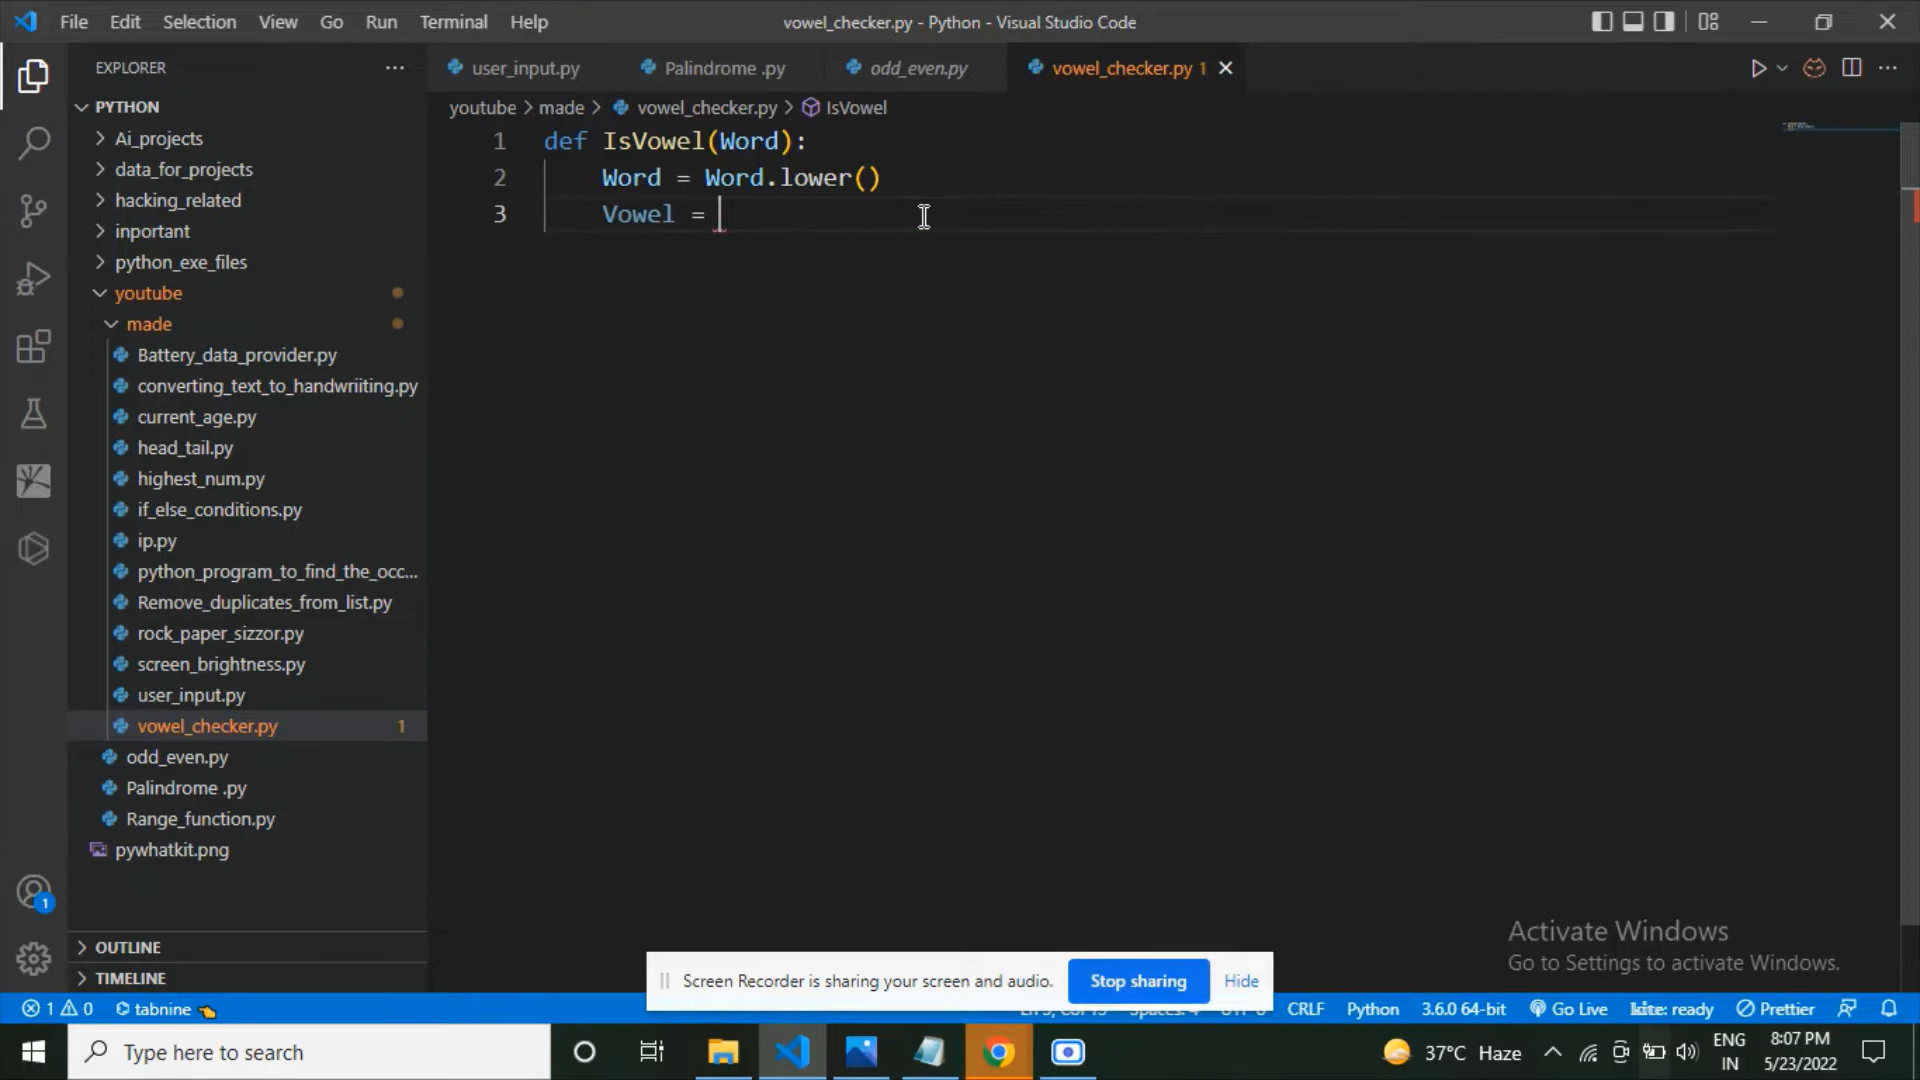 File Edit Selection View Go Run Terminal Help
vowel_checker.py - Python - Visual Studio Code
EXPLORER
user_input.py
Palindrome .py
odd_even.py
vowel_checker.py 1
youtube > made > vowel_checker.py > IsVowel
PYTHON
Ai_projects
data_for_projects
hacking_related
inportant
python_exe_files
youtube
made
Battery_data_provider.py
converting_text_to_handwriiting.py
current_age.py
head_tail.py
highest_num.py
if_else_conditions.py
ip.py
python_program_to_find_the_occ...
Remove_duplicates_from_list.py
rock_paper_sizzor.py
screen_brightness.py
user_input.py
vowel_checker.py 1
odd_even.py
Palindrome .py
Range_function.py
pywhatkit.png
OUTLINE
TIMELINE
1 def IsVowel(Word):
2 Word = Word.lower()
3 Vowel =
Activate Windows
Go to Settings to activate Windows.
Screen Recorder is sharing your screen and audio. Stop sharing Hide
1
1 0 tabnine
CRLF Python 3.6.0 64-bit Go Live kite: ready Prettier
Type here to search
37°C Haze
ENG
IN
8:07 PM
5/23/2022